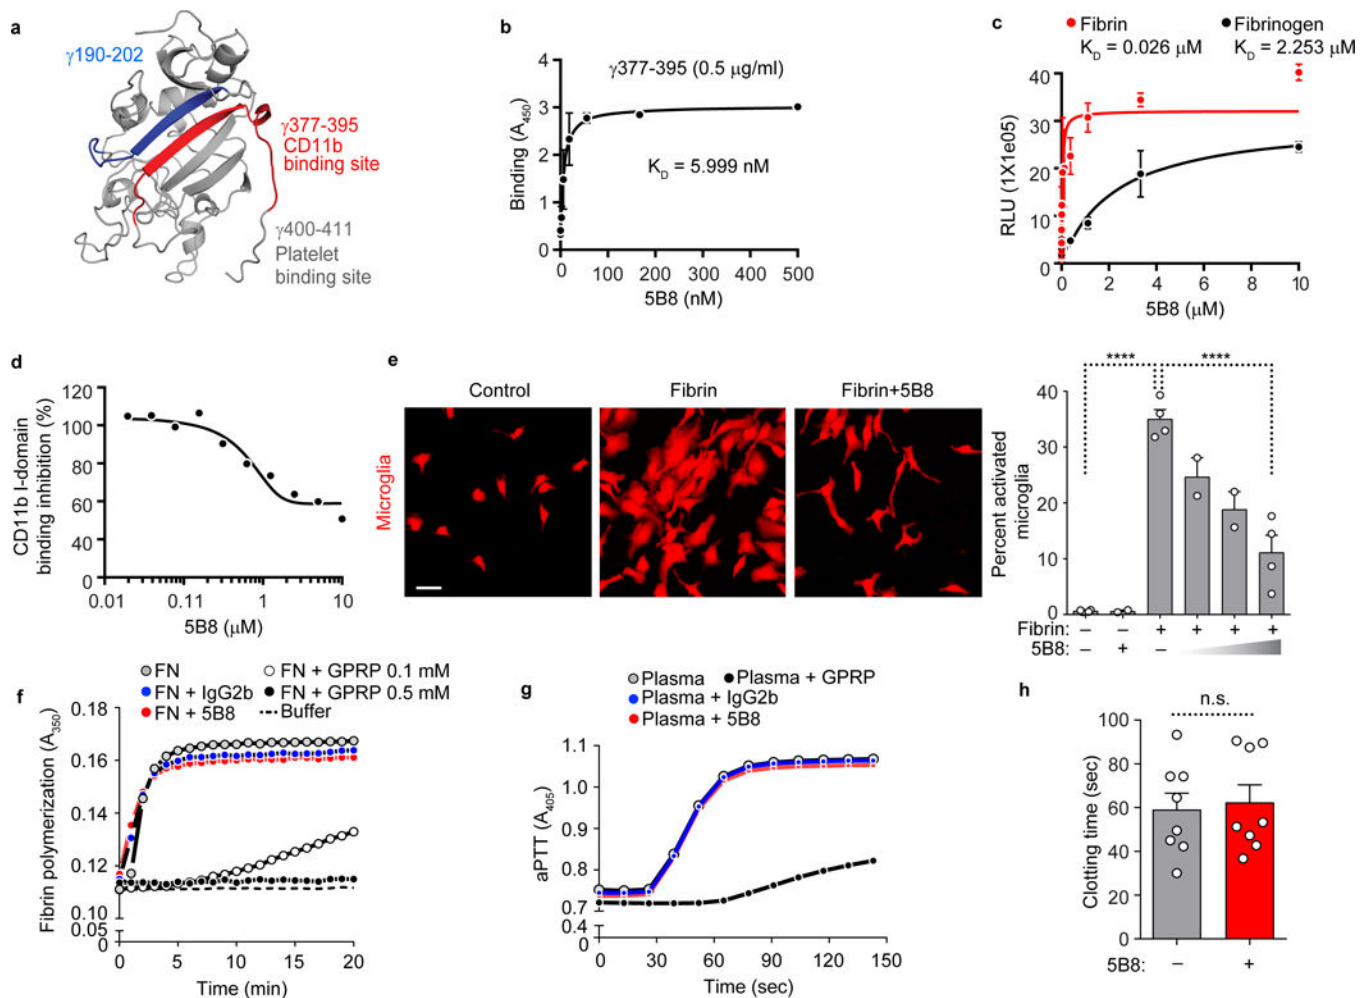 a
γ190-202
γ377-395
CD11b
binding site
γ400-411
Platelet
binding site
b
γ377-395 (0.5 μg/ml)
K_D = 5.999 nM
Binding (A_450)
4
3
2
1
0
0 100 200 300 400 500
5B8 (nM)
c
Fibrin
K_D = 0.026 μM
Fibrinogen
K_D = 2.253 μM
RLU (1X1e05)
40
30
20
10
0
0 2 4 6 8 10
5B8 (μM)
d
CD11b I-domain
binding inhibition (%)
120
100
80
60
40
20
0
0.01 0.11 1 10
5B8 (μM)
e
Control
Fibrin
Fibrin+5B8
Microglia
**** ****
Percent activated
microglia
40
30
20
10
0
Fibrin: – – + + + +
5B8: – + –
f
FN
FN + IgG2b
FN + 5B8
FN + GPRP 0.1 mM
FN + GPRP 0.5 mM
Buffer
Fibrin polymerization (A_350)
0.18
0.16
0.14
0.12
0.10
0.05
0
0 5 10 15 20
Time (min)
g
Plasma
Plasma + IgG2b
Plasma + 5B8
Plasma + GPRP
aPTT (A_405)
1.1
1.0
0.9
0.8
0.7
0.4
0
0 30 60 90 120 150
Time (sec)
h
n.s.
Clotting time (sec)
100
80
60
40
20
0
5B8: – +